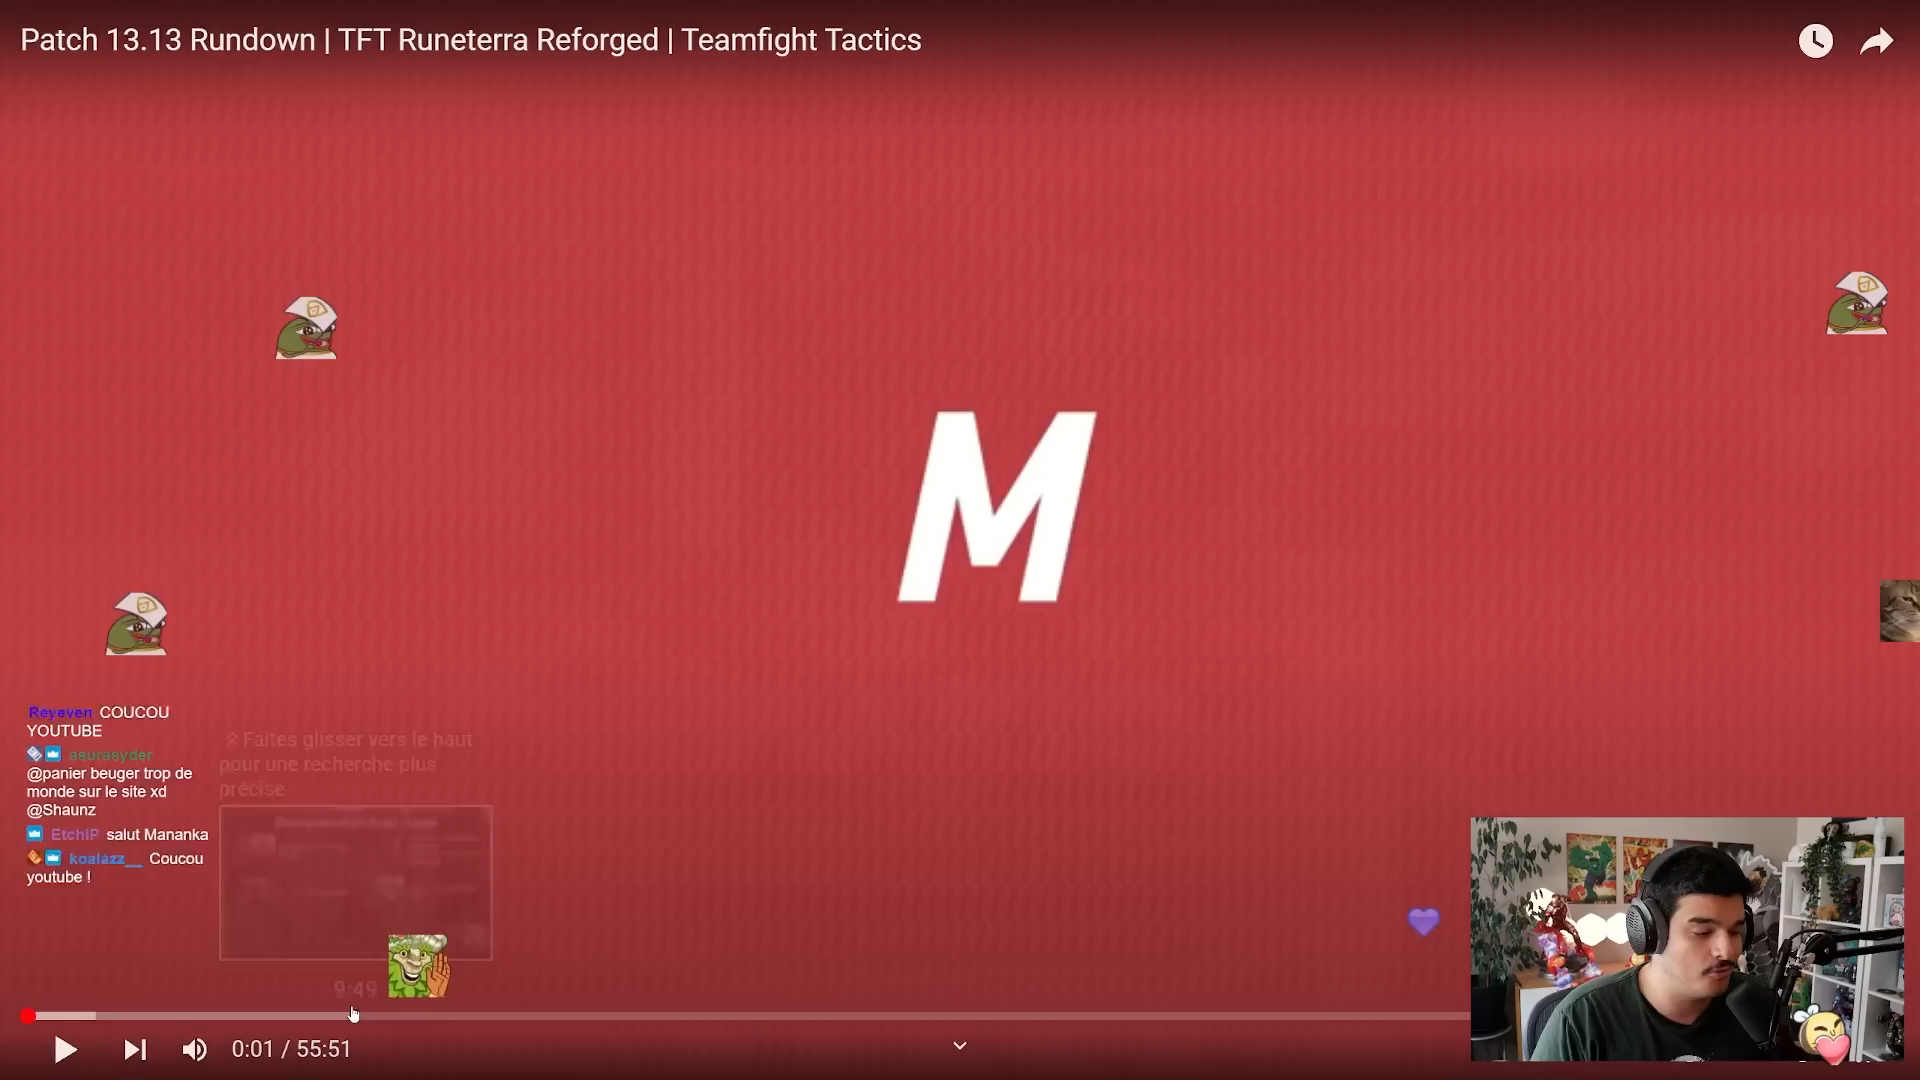 Patch 13.13 Rundown | TFT Runeterra Reforged | Teamfight Tactics
M
Reyeven COUCOU
YOUTUBE
asurasyder
@panier beuger trop de
monde sur le site xd
@Shaunz
EtchiP salut Mananka
koalazz__ Coucou
youtube !
Faites glisser vers le haut
pour une recherche plus
précise
9:49
0:01 / 55:51